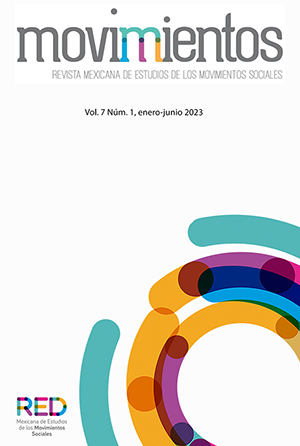 movimientos
REVISTA MEXICANA DE ESTUDIOS DE LOS MOVIMIENTOS SOCIALES
Vol. 7 Núm. 1, enero-junio 2023
RED
Mexicana de Estudios
de los Movimientos
Sociales